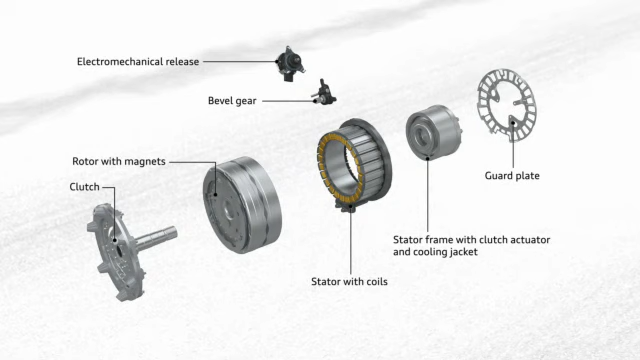 Electromechanical release
Bevel gear
Rotor with magnets
Clutch
Guard plate
Stator frame with clutch actuator
and cooling jacket
Stator with coils